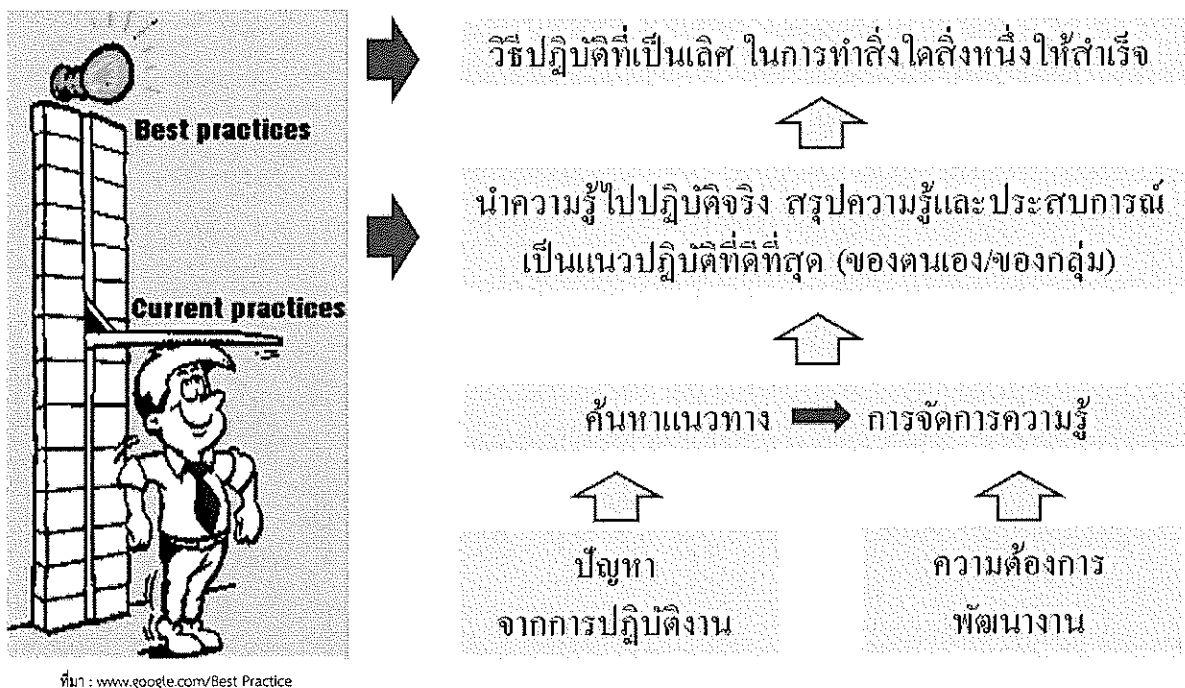 Best practices
Current practices
วิธีปฏิบัติที่เป็นเลิศ ในการทำสิ่งใดสิ่งหนึ่งให้สำเร็จ
นำความรู้ไปปฏิบัติจริง สรุปความรู้และประสบการณ์
เป็นแนวปฏิบัติที่ดีที่สุด (ของตนเอง/ของกลุ่ม)
ค้นหาแนวทาง การจัดการความรู้
ปัญหา
จากการปฏิบัติงาน
ความต้องการ
พัฒนางาน
ที่มา : www.google.com/Best Practice